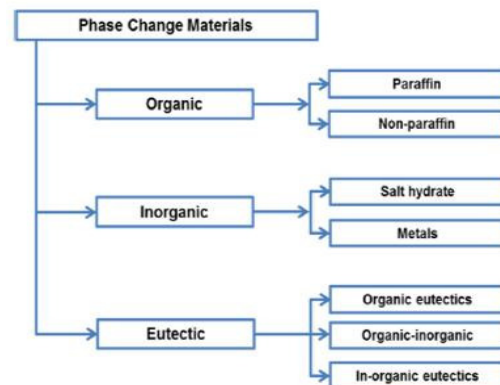 Phase Change Materials
Organic
Paraffin
Non-paraffin
Inorganic
Salt hydrate
Metals
Eutectic
Organic eutectics
Organic-inorganic
In-organic eutectics